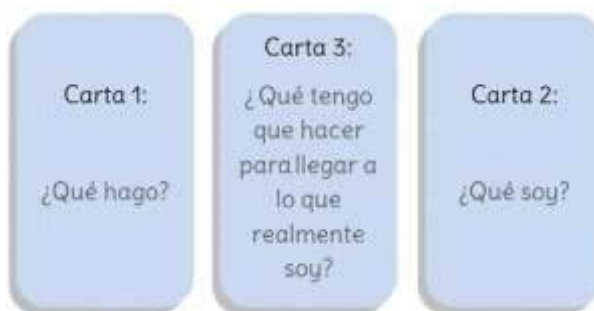 Carta 1:
¿Qué hago?
Carta 3:
¿Qué tengo
que hacer
para llegar a
lo que
realmente
soy?
Carta 2:
¿Qué soy?